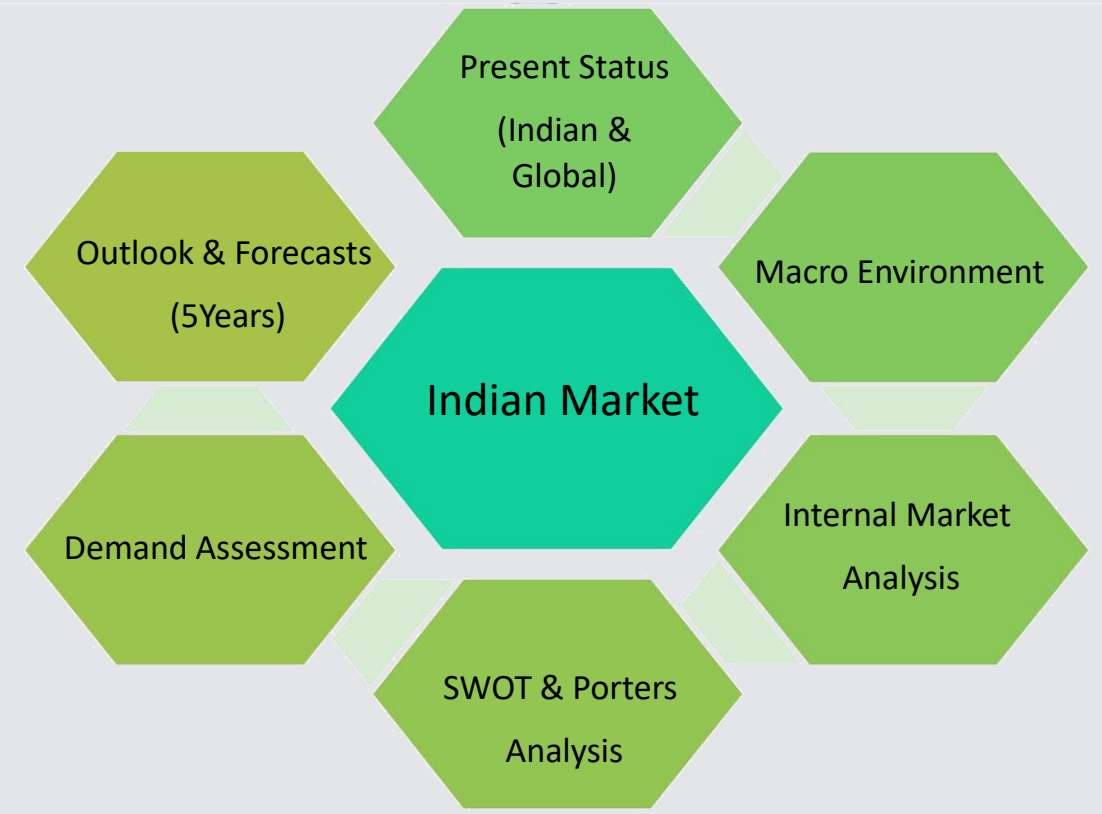 Present Status
(Indian &
Global)
Macro Environment
Internal Market
Analysis
SWOT & Porters
Analysis
Demand Assessment
Outlook & Forecasts
(5Years)
Indian Market